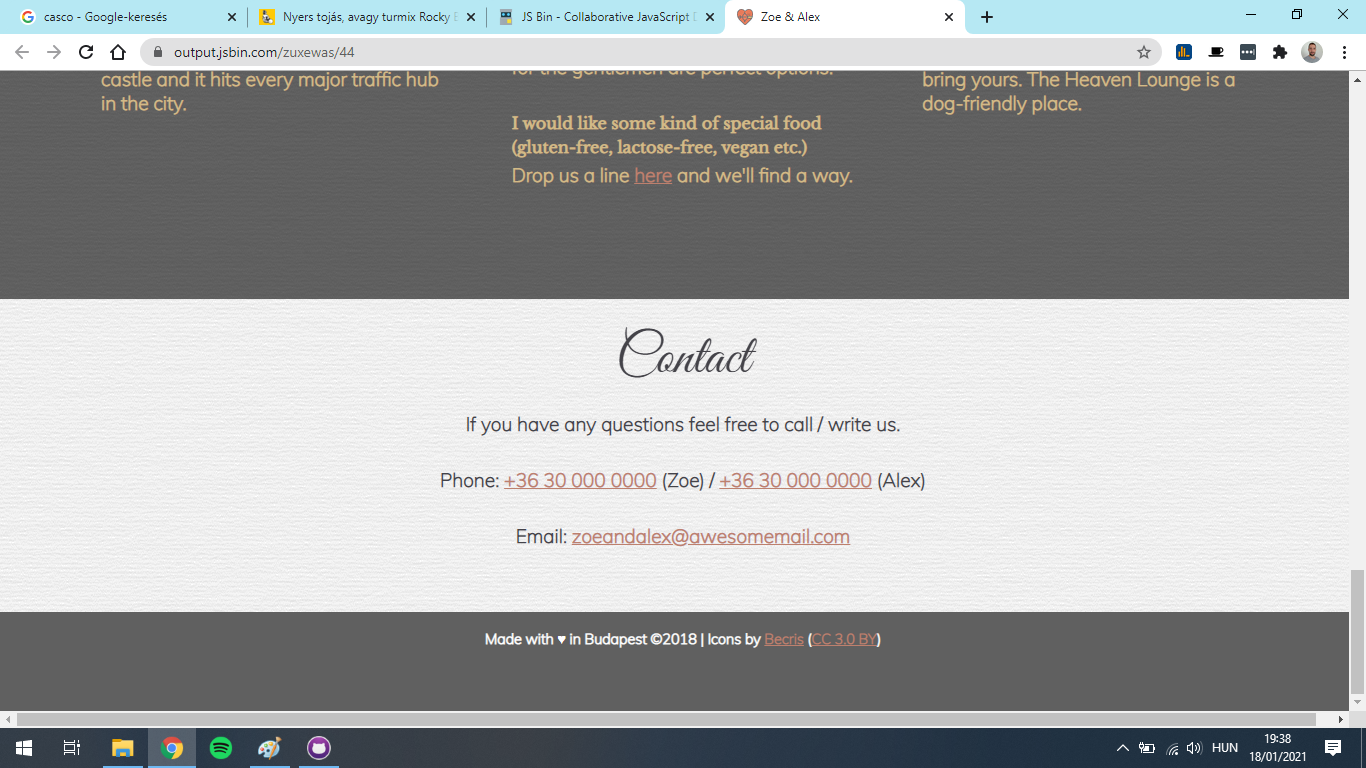 casco - Google-keresés
Nyers tojás, avagy turmix Rocky
JS Bin - Collaborative JavaScript
Zoe & Alex
output.jsbin.com/zuxewas/44
castle and it hits every major traffic hub
in the city.
for the gentlemen are perfect options.
I would like some kind of special food
(gluten-free, lactose-free, vegan etc.)
Drop us a line here and we'll find a way.
bring yours. The Heaven Lounge is a
dog-friendly place.
Contact
If you have any questions feel free to call / write us.
Phone: +36 30 000 0000 (Zoe) / +36 30 000 0000 (Alex)
Email: zoeandalex@awesomemail.com
Made with ♥ in Budapest ©2018 | Icons by Becris (CC 3.0 BY)
HUN
19:38
18/01/2021